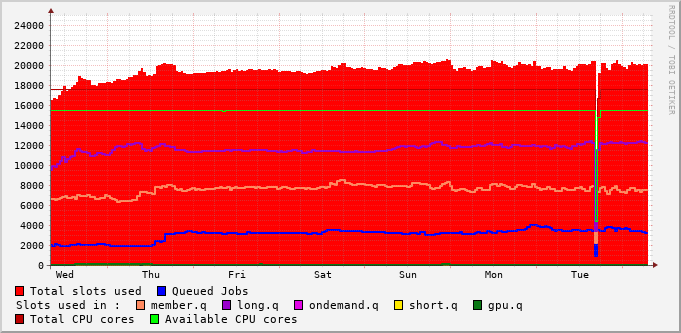 24000
22000
20000
18000
16000
14000
12000
10000
8000
6000
4000
2000
0
Wed Thu Fri Sat Sun Mon Tue
RRDTOOL / TOBI OETIKER
Total slots used Queued Jobs
Slots used in : member.q long.q ondemand.q short.q gpu.q
Total CPU cores Available CPU cores